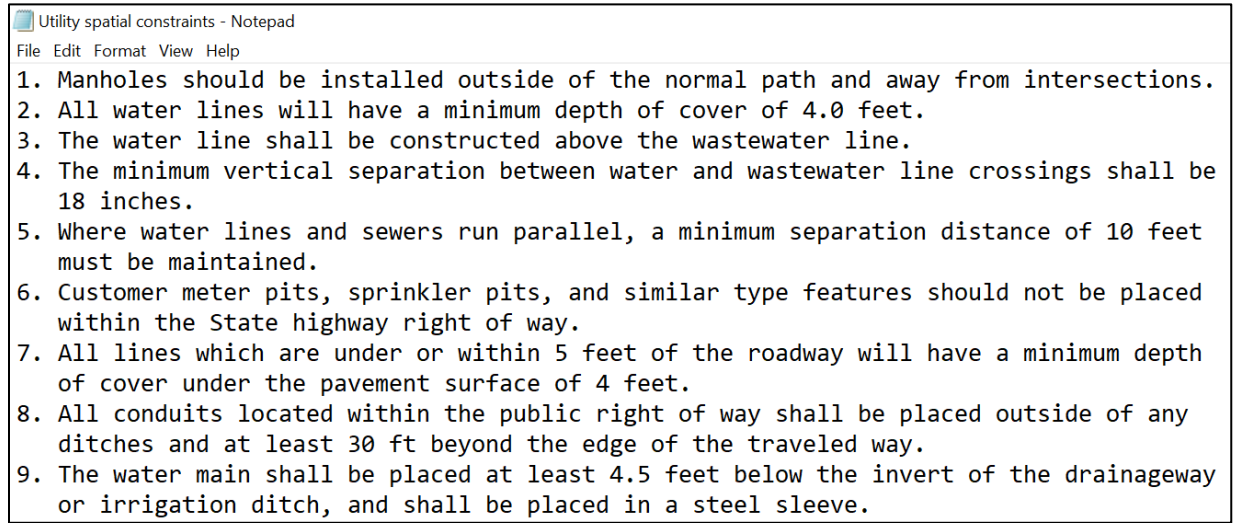 Utility spatial constraints - Notepad
File Edit Format View Help
1. Manholes should be installed outside of the normal path and away from intersections.
2. All water lines will have a minimum depth of cover of 4.0 feet.
3. The water line shall be constructed above the wastewater line.
4. The minimum vertical separation between water and wastewater line crossings shall be
18 inches.
5. Where water lines and sewers run parallel, a minimum separation distance of 10 feet
must be maintained.
6. Customer meter pits, sprinkler pits, and similar type features should not be placed
within the State highway right of way.
7. All lines which are under or within 5 feet of the roadway will have a minimum depth
of cover under the pavement surface of 4 feet.
8. All conduits located within the public right of way shall be placed outside of any
ditches and at least 30 ft beyond the edge of the traveled way.
9. The water main shall be placed at least 4.5 feet below the invert of the drainageway
or irrigation ditch, and shall be placed in a steel sleeve.